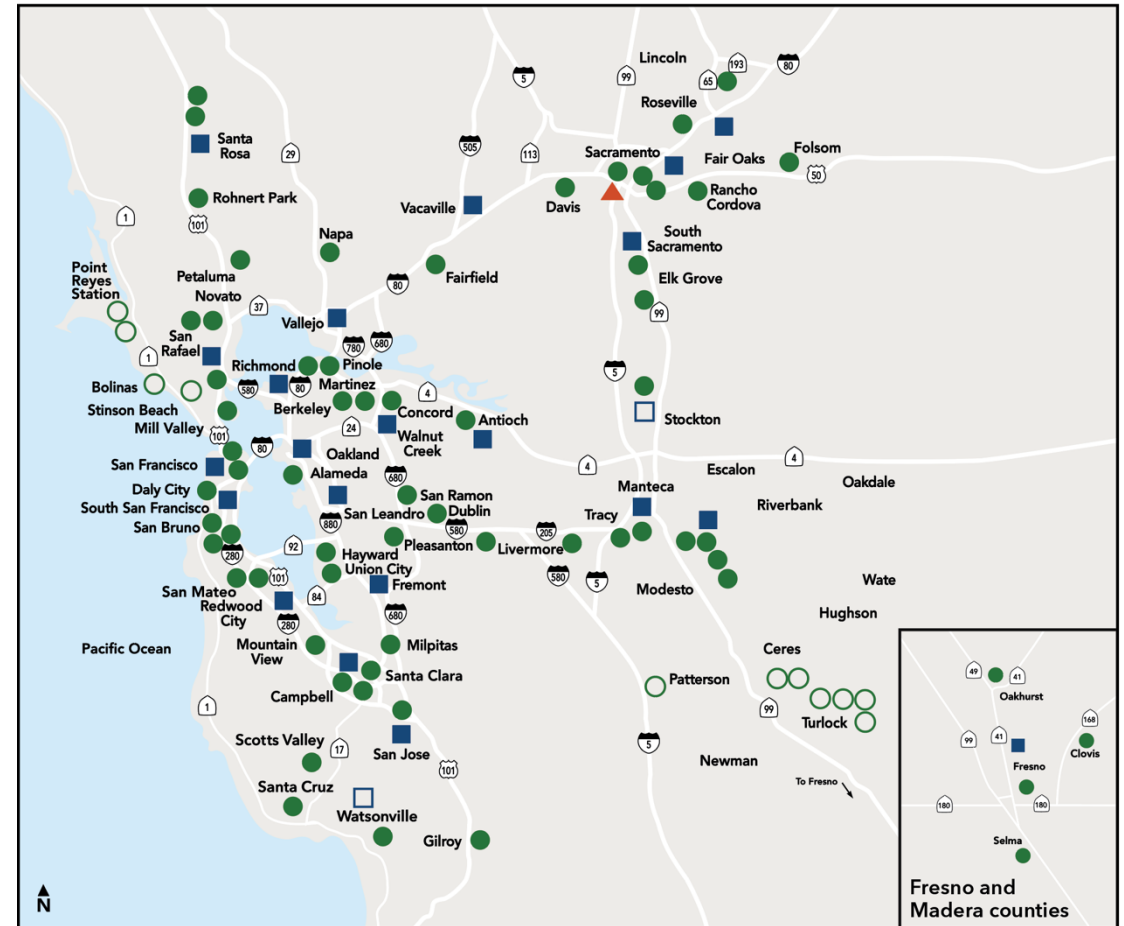 Lincoln
193
80
5
99
65
Roseville
Santa
Rosa
29
505
113
Sacramento
Fair Oaks
Folsom
50
Rohnert Park
Vacaville
Davis
Rancho
Cordova
1
101
Napa
South
Sacramento
Point
Reyes
Station
Petaluma
Fairfield
Elk Grove
80
Novato
37
99
Vallejo
San
Rafael
780
680
1
Richmond
Pinole
5
Bolinas
580
80
Martinez
4
Stinson Beach
Berkeley
Concord
Antioch
Stockton
Mill Valley
24
101
80
Walnut
Creek
Oakland
San Francisco
4
4
Escalon
Alameda
680
Oakdale
Daly City
Manteca
South San Francisco
San Ramon
Riverbank
San Leandro
Dublin
Tracy
San Bruno
880
580
205
92
Pleasanton
Livermore
280
Hayward
Union City
101
580
5
Wate
San Mateo
84
Fremont
Modesto
Redwood
City
280
680
Hughson
Pacific Ocean
Mountain
View
Milpitas
Ceres
Santa Clara
Patterson
Campbell
1
99
Turlock
Scotts Valley
17
San Jose
5
101
Newman
Santa Cruz
To Fresno
Watsonville
Gilroy
N
49
41
Oakhurst
168
99
41
Clovis
Fresno
180
180
Selma
Fresno and
Madera counties